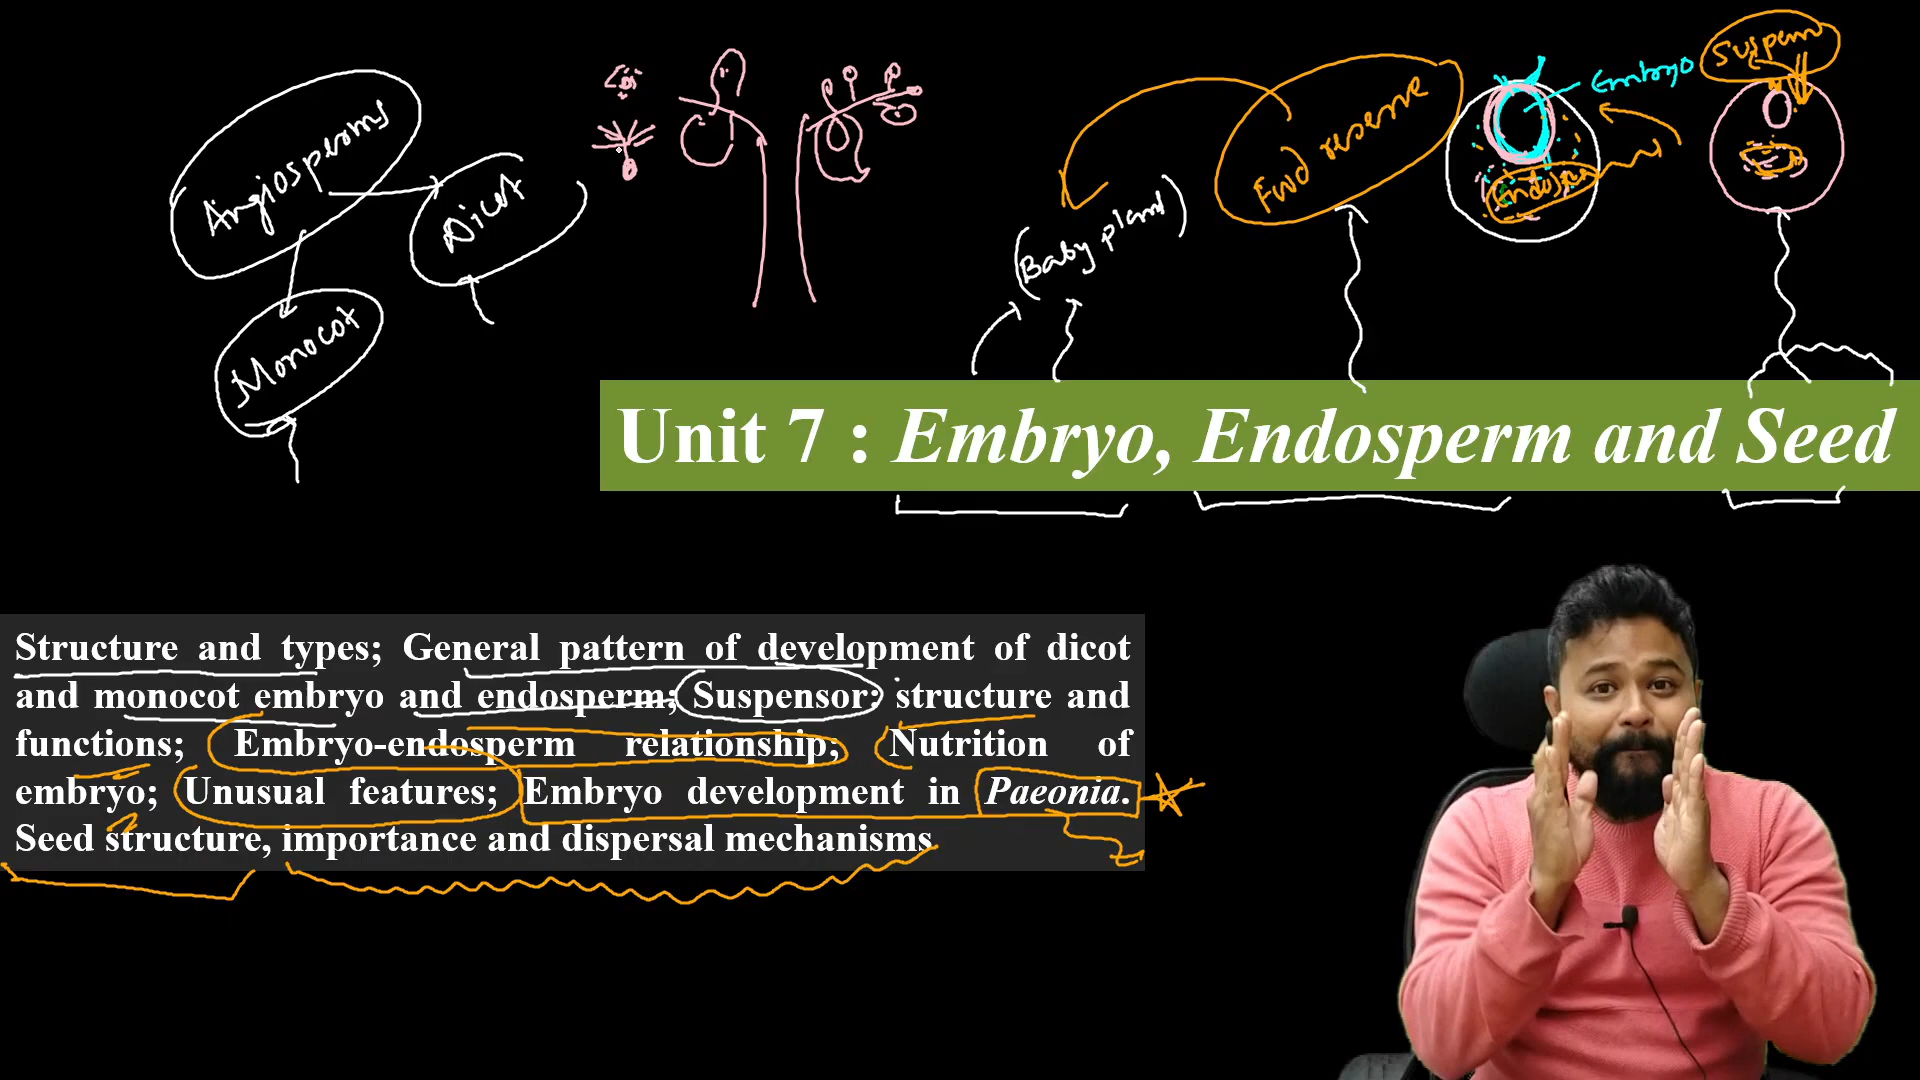 Angiosperms
Dicot
Monocot
(Baby plant)
Food reserve
Embryo
Endosperm
Suspensor
Unit 7 : Embryo, Endosperm and Seed
Structure and types; General pattern of development of dicot
and monocot embryo and endosperm; Suspensor: structure and
functions; Embryo-endosperm relationship; Nutrition of
embryo; Unusual features; Embryo development in Paeonia.
Seed structure, importance and dispersal mechanisms